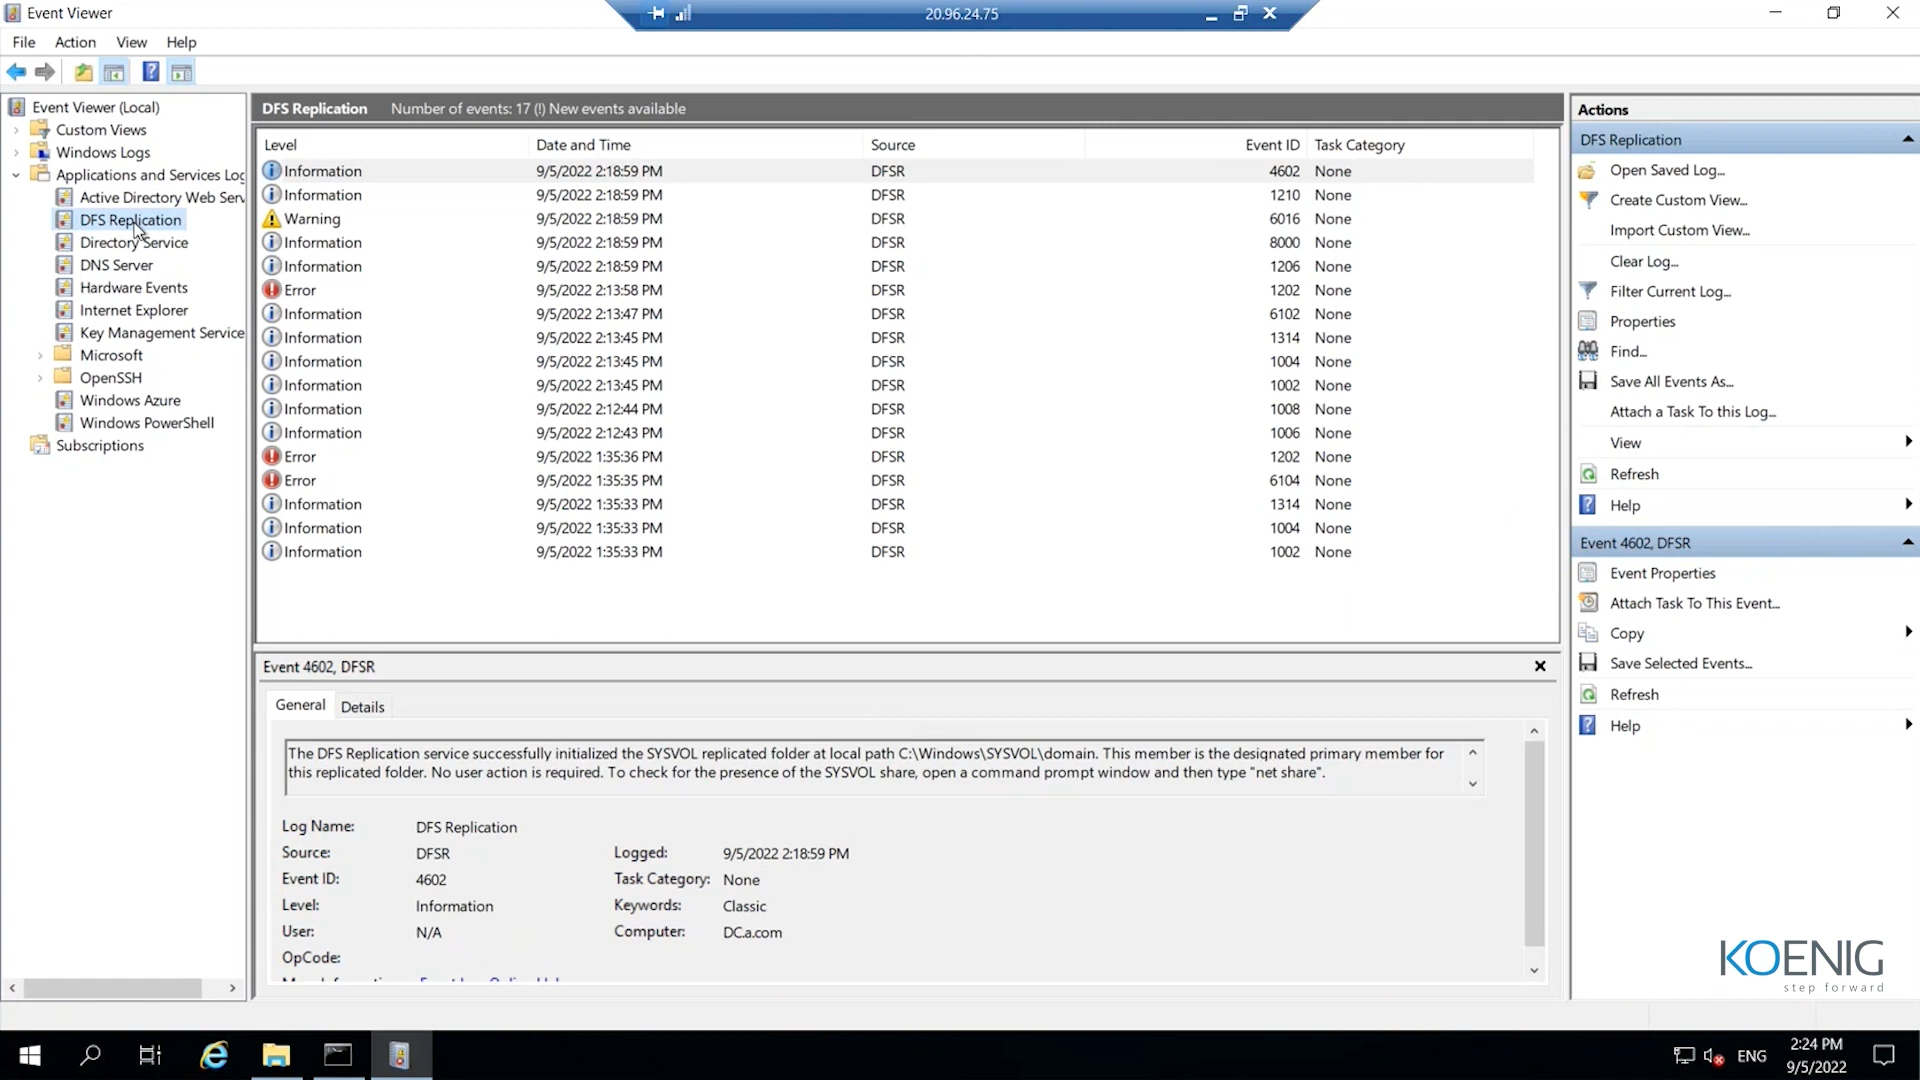 Event Viewer
20.96.24.75
File Action View Help
Event Viewer (Local)
Custom Views
Windows Logs
Applications and Services Log
Active Directory Web Serv
DFS Replication
Directory Service
DNS Server
Hardware Events
Internet Explorer
Key Management Service
Microsoft
OpenSSH
Windows Azure
Windows PowerShell
Subscriptions
DFS Replication Number of events: 17 (!) New events available
Level Date and Time Source Event ID Task Category
Information 9/5/2022 2:18:59 PM DFSR 4602 None
Information 9/5/2022 2:18:59 PM DFSR 1210 None
Warning 9/5/2022 2:18:59 PM DFSR 6016 None
Information 9/5/2022 2:18:59 PM DFSR 8000 None
Information 9/5/2022 2:18:59 PM DFSR 1206 None
Error 9/5/2022 2:13:58 PM DFSR 1202 None
Information 9/5/2022 2:13:47 PM DFSR 6102 None
Information 9/5/2022 2:13:45 PM DFSR 1314 None
Information 9/5/2022 2:13:45 PM DFSR 1004 None
Information 9/5/2022 2:13:45 PM DFSR 1002 None
Information 9/5/2022 2:12:44 PM DFSR 1008 None
Information 9/5/2022 2:12:43 PM DFSR 1006 None
Error 9/5/2022 1:35:36 PM DFSR 1202 None
Error 9/5/2022 1:35:35 PM DFSR 6104 None
Information 9/5/2022 1:35:33 PM DFSR 1314 None
Information 9/5/2022 1:35:33 PM DFSR 1004 None
Information 9/5/2022 1:35:33 PM DFSR 1002 None
Event 4602, DFSR
General Details
The DFS Replication service successfully initialized the SYSVOL replicated folder at local path C:\Windows\SYSVOL\domain. This member is the designated primary member for
this replicated folder. No user action is required. To check for the presence of the SYSVOL share, open a command prompt window and then type "net share".
Log Name: DFS Replication
Source: DFSR Logged: 9/5/2022 2:18:59 PM
Event ID: 4602 Task Category: None
Level: Information Keywords: Classic
User: N/A Computer: DC.a.com
OpCode:
Actions
DFS Replication
Open Saved Log...
Create Custom View...
Import Custom View...
Clear Log...
Filter Current Log...
Properties
Find...
Save All Events As...
Attach a Task To this Log...
View
Refresh
Help
Event 4602, DFSR
Event Properties
Attach Task To This Event...
Copy
Save Selected Events...
Refresh
Help
KOENIG
step forward
ENG
2:24 PM
9/5/2022